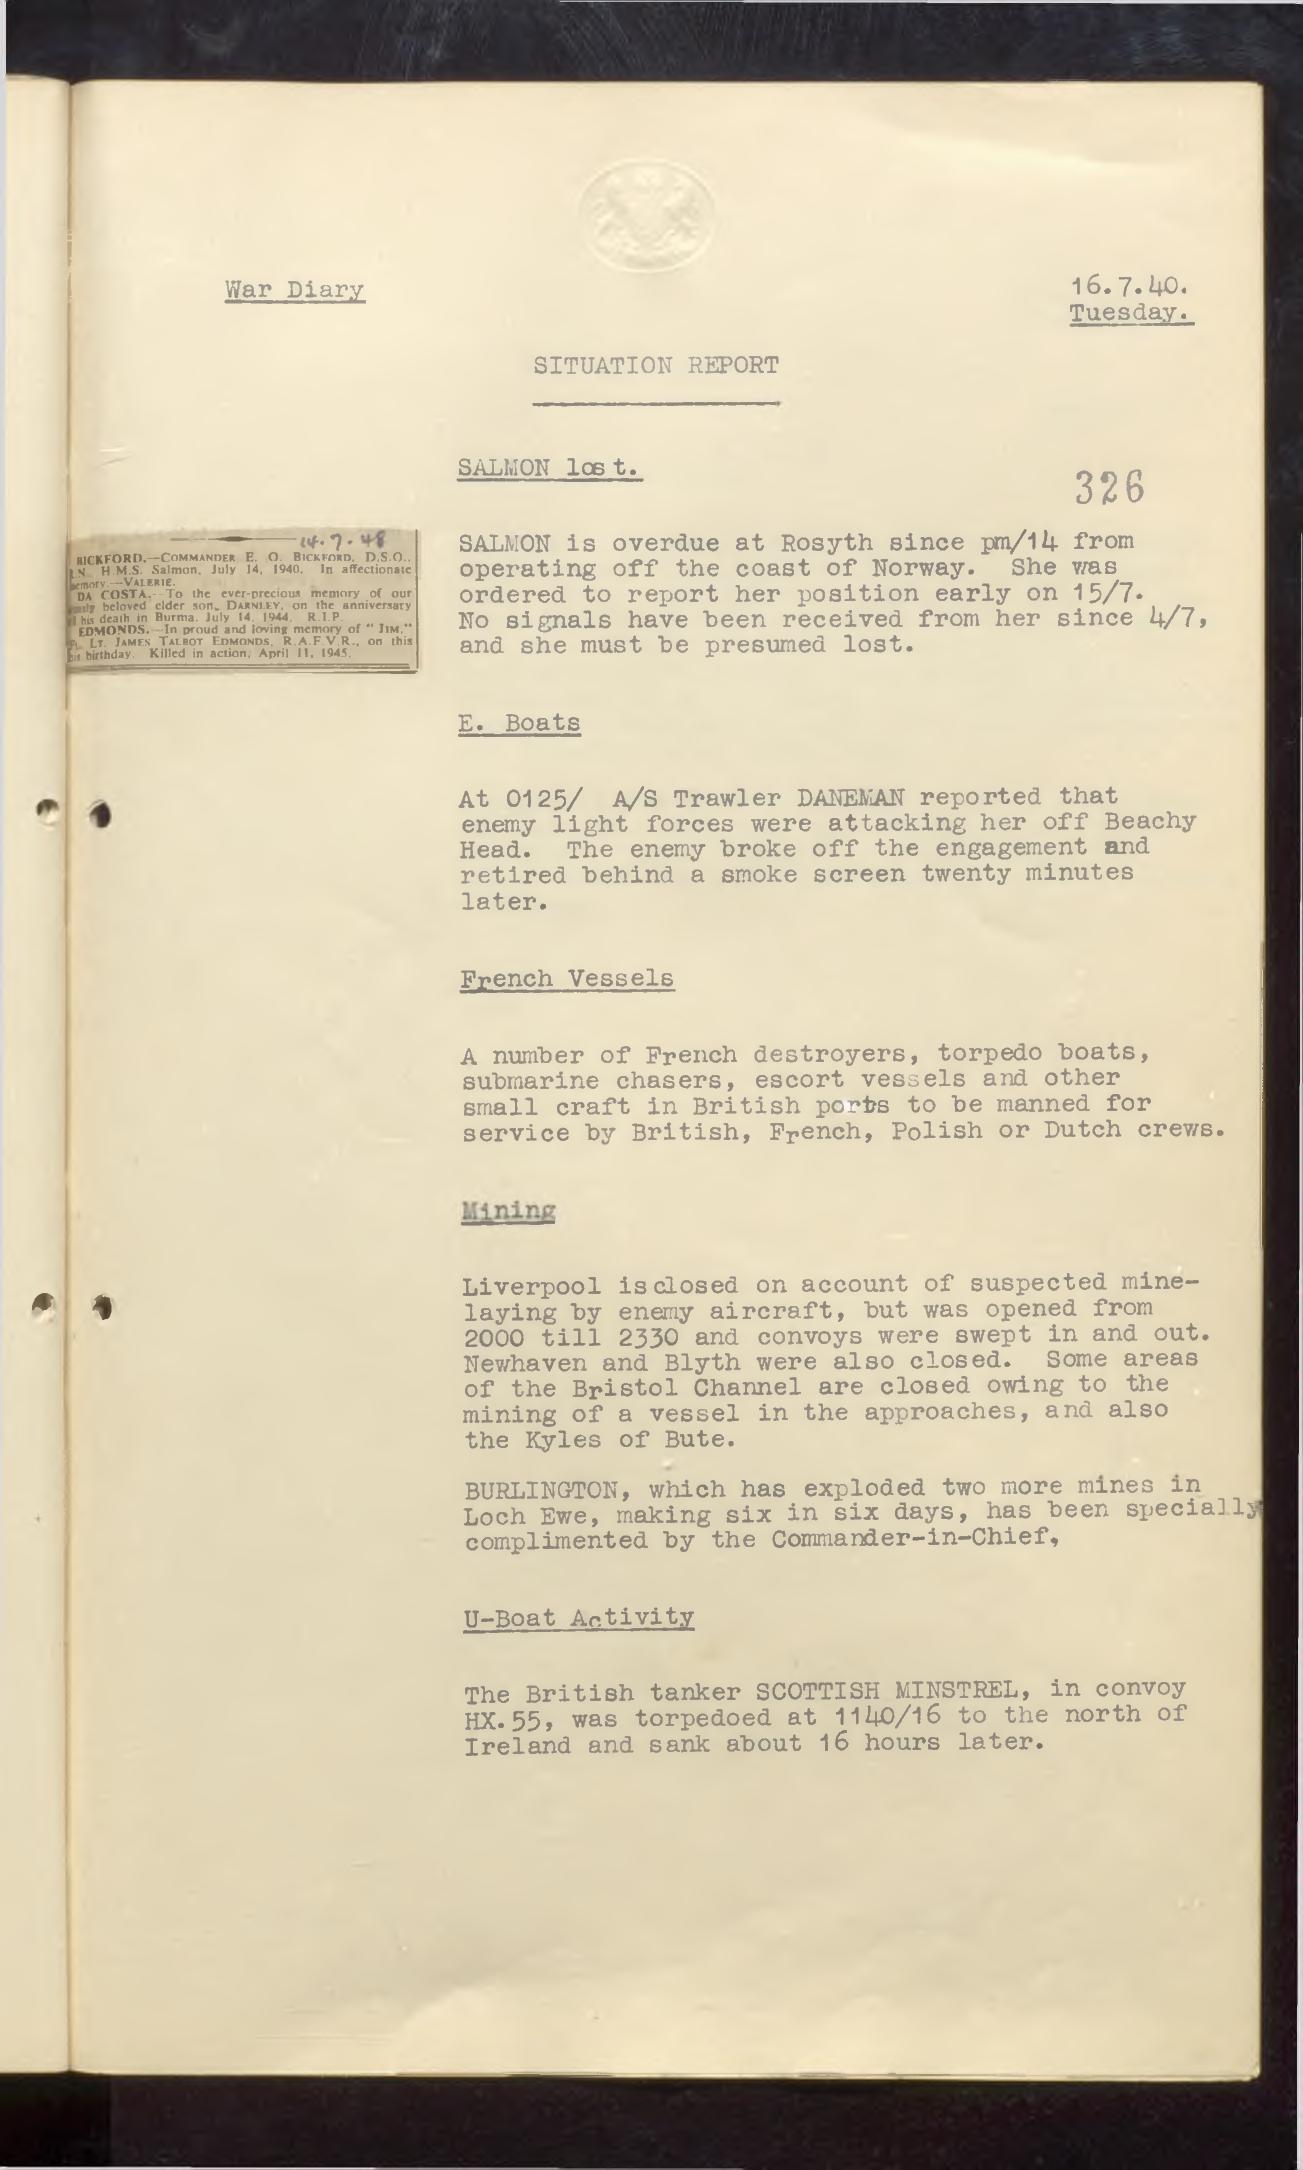 War Diary
16.7.40.
Tuesday.
SITUATION REPORT
SALMON lost.
326
14.7.48
BICKFORD.—COMMANDER E. O. BICKFORD, D.S.O.,
N. H.M.S. Salmon, July 14, 1940. In affectionate
emory.—VALERIE.
DA COSTA.—To the ever-precious memory of our
beloved elder son, DARNLEY, on the anniversary
his death in Burma, July 14, 1944. R.I.P.
EDMONDS.—In proud and loving memory of "JIM,"
LT. JAMES TALBOT EDMONDS, R.A.F.V.R., on this
his birthday. Killed in action, April 11, 1945.
SALMON is overdue at Rosyth since pm/14 from
operating off the coast of Norway. She was
ordered to report her position early on 15/7.
No signals have been received from her since 4/7,
and she must be presumed lost.
E. Boats
At 0125/ A/S Trawler DANEMAN reported that
enemy light forces were attacking her off Beachy
Head. The enemy broke off the engagement and
retired behind a smoke screen twenty minutes
later.
French Vessels
A number of French destroyers, torpedo boats,
submarine chasers, escort vessels and other
small craft in British ports to be manned for
service by British, French, Polish or Dutch crews.
Mining
Liverpool is closed on account of suspected mine-
laying by enemy aircraft, but was opened from
2000 till 2330 and convoys were swept in and out.
Newhaven and Blyth were also closed. Some areas
of the Bristol Channel are closed owing to the
mining of a vessel in the approaches, and also
the Kyles of Bute.
BURLINGTON, which has exploded two more mines in
Loch Ewe, making six in six days, has been specially
complimented by the Commander-in-Chief,
U-Boat Activity
The British tanker SCOTTISH MINSTREL, in convoy
HX.55, was torpedoed at 1140/16 to the north of
Ireland and sank about 16 hours later.